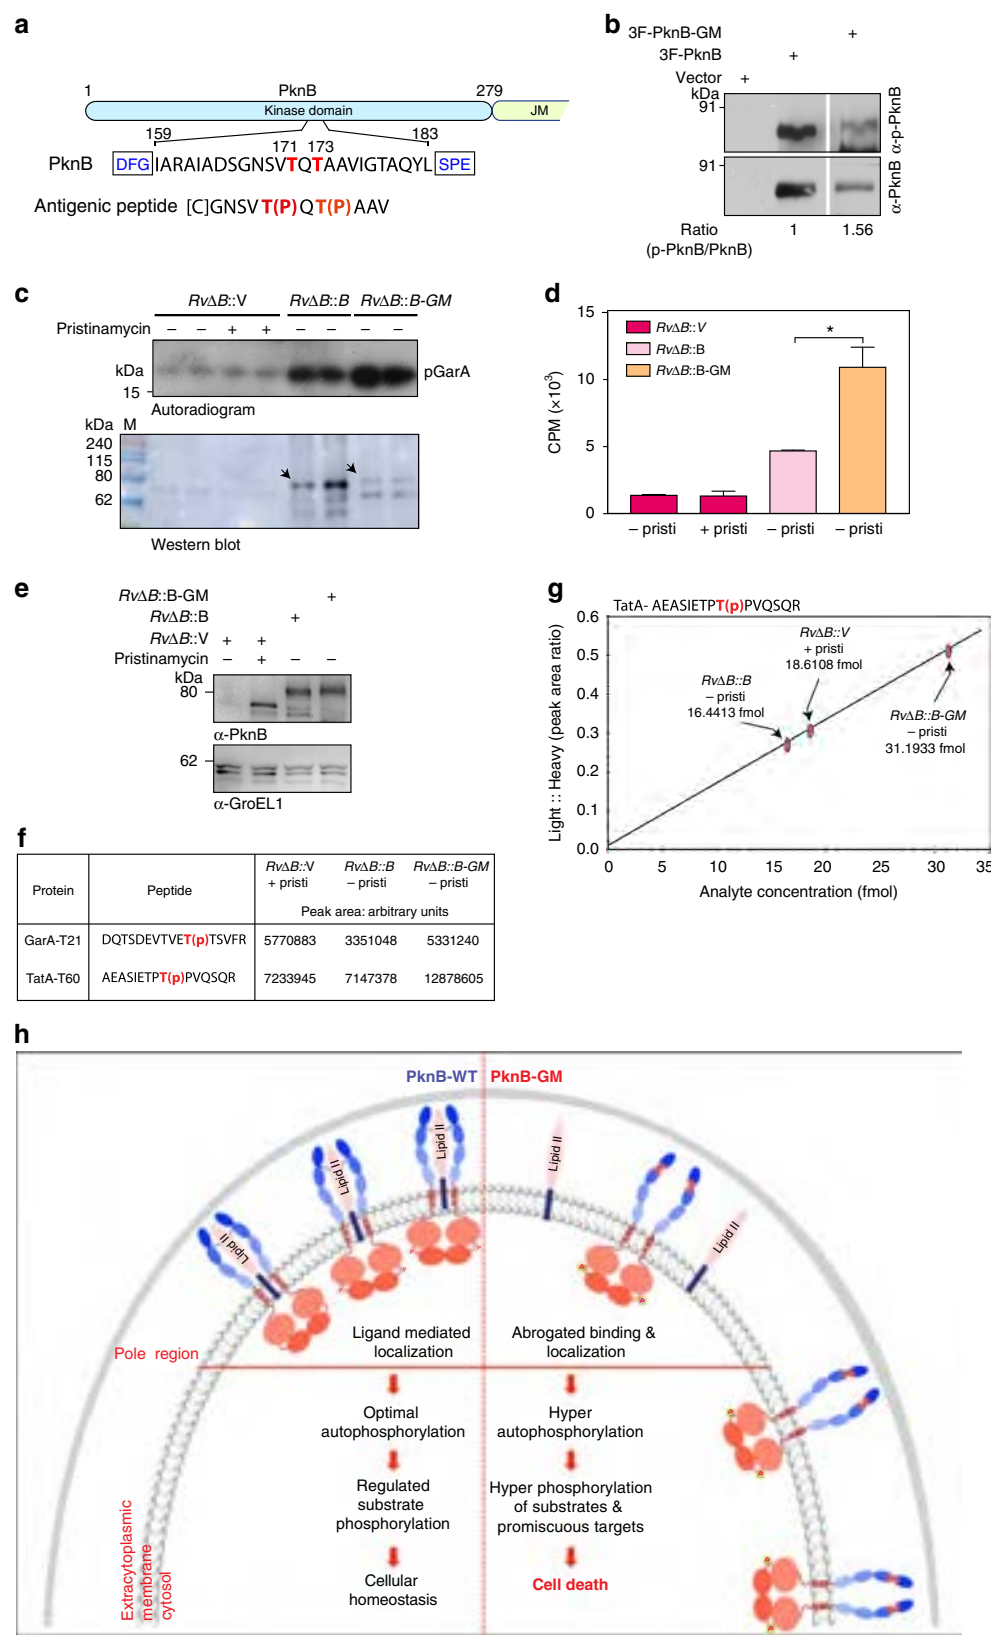 a
1 PknB 279
Kinase domain JM
159 183
171 173
PknB DFG IARAIADSGNSVTQTAAVIGTAQYL SPE
Antigenic peptide [C]GNSVT(P)QT(P)AAV
b
3F-PknB-GM +
3F-PknB +
Vector +
kDa
91
α-p-PknB
91
α-PknB
Ratio 1 1.56
(p-PknB/PknB)
c
RvΔB::V RvΔB::B RvΔB::B-GM
Pristinamycin – – + + – – – –
kDa pGarA
15
Autoradiogram
kDa M
240
115
80
62
Western blot
d
15
10
5
0
CPM (×10³)
RvΔB::V
RvΔB::B
RvΔB::B-GM
*
– pristi + pristi – pristi – pristi
e
RvΔB::B-GM +
RvΔB::B +
RvΔB::V + +
Pristinamycin – + – –
kDa
80
α-PknB
62
α-GroEL1
f
Protein Peptide RvΔB::V RvΔB::B RvΔB::B-GM
+ pristi – pristi – pristi
Peak area: arbitrary units
GarA-T21 DQTSDEVTVET(p)TSVFR 5770883 3351048 5331240
TatA-T60 AEASIETPT(p)PVQSQR 7233945 7147378 12878605
g
TatA- AEASIETPT(p)PVQSQR
0.6
0.5
0.4
0.3
0.2
0.1
0.0
Light :: Heavy (peak area ratio)
RvΔB::V
+ pristi
18.6108 fmol
RvΔB::B
– pristi
16.4413 fmol
RvΔB::B-GM
– pristi
31.1933 fmol
0 5 10 15 20 25 30 35
Analyte concentration (fmol)
h
PknB-WT PknB-GM
Lipid II
Lipid II
Lipid II
Lipid II
Lipid II
Ligand mediated
localization
Abrogated binding &
localization
Pole region
Optimal
autophosphorylation
Hyper
autophosphorylation
Regulated
substrate
phosphorylation
Hyper phosphorylation
of substrates &
promiscuous targets
Cellular
homeostasis
Cell death
Extracytoplasmic
membrane
cytosol